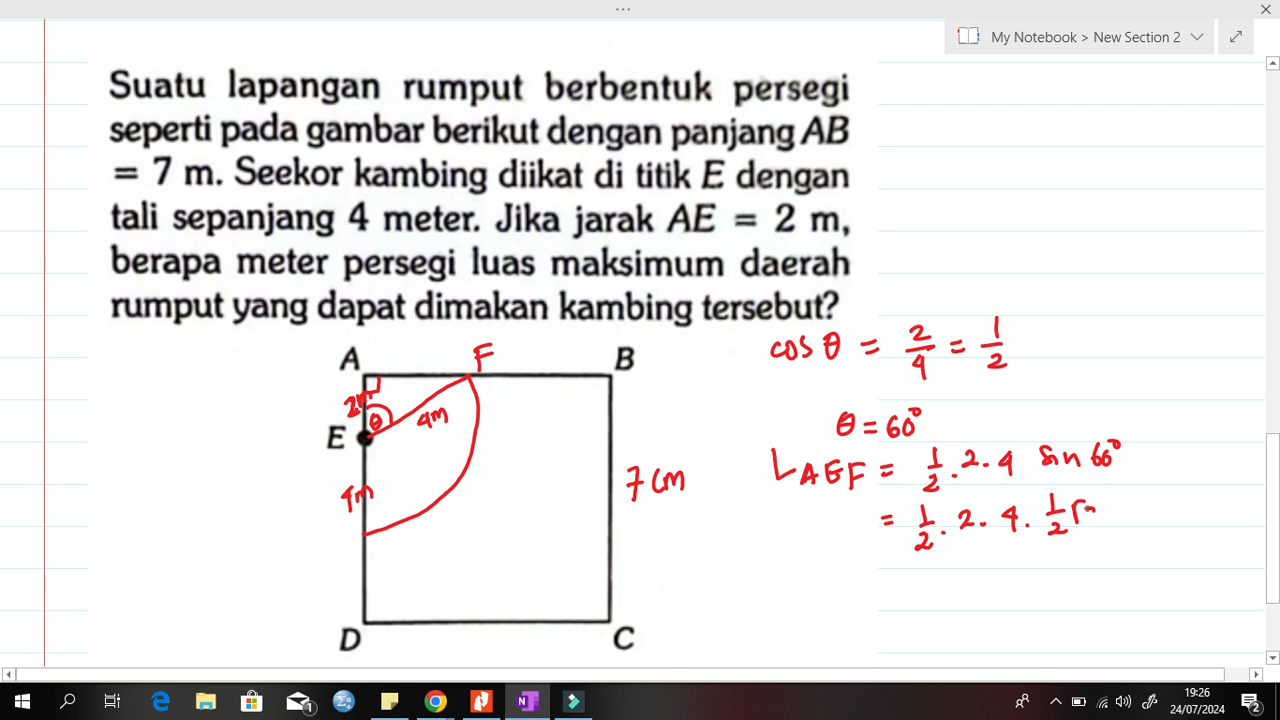 My Notebook > New Section 2
Suatu lapangan rumput berbentuk persegi
seperti pada gambar berikut dengan panjang AB
= 7 m. Seekor kambing diikat di titik E dengan
tali sepanjang 4 meter. Jika jarak AE = 2 m,
berapa meter persegi luas maksimum daerah
rumput yang dapat dimakan kambing tersebut?
A F B
2m
θ
4m
E
4m
7 cm
D C
cos θ = 2/4 = 1/2
θ = 60°
L AEF = 1/2 . 2 . 4 sin 60°
= 1/2 . 2 . 4 . 1/2
19:26
24/07/2024
1
2